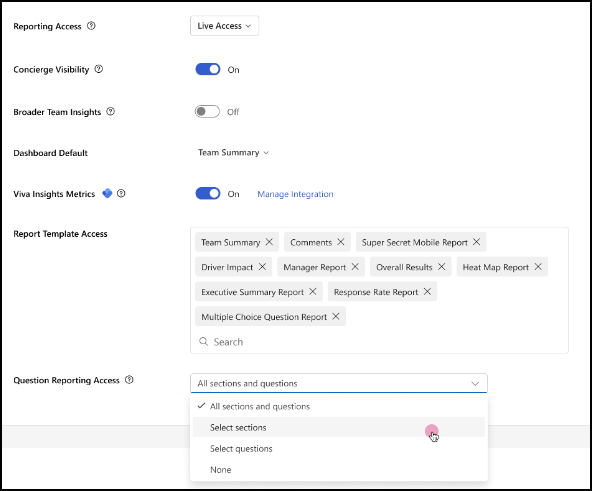 Reporting Access Live Access
Concierge Visibility On
Broader Team Insights Off
Dashboard Default Team Summary
Viva Insights Metrics On Manage Integration
Report Template Access
Team Summary Comments Super Secret Mobile Report
Driver Impact Manager Report Overall Results Heat Map Report
Executive Summary Report Response Rate Report
Multiple Choice Question Report
Search
Question Reporting Access All sections and questions
All sections and questions
Select sections
Select questions
None